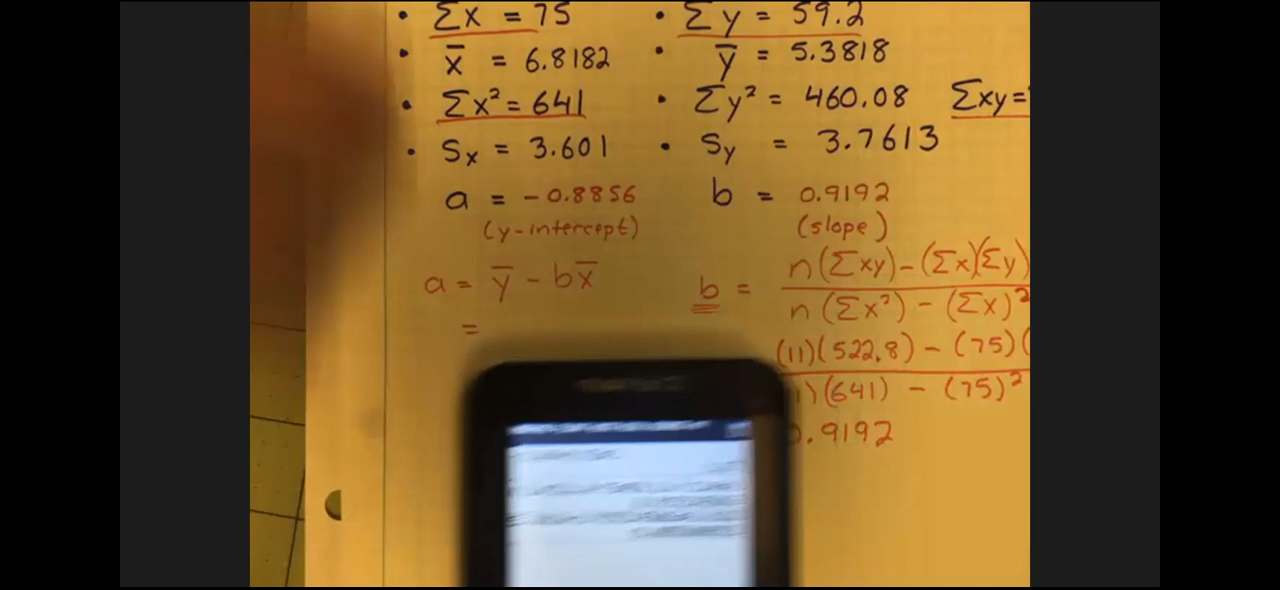 • Σx = 75 • Σy = 59.2
• x̄ = 6.8182 • ȳ = 5.3818
• Σx² = 641 • Σy² = 460.08 Σxy =
• Sx = 3.601 • Sy = 3.7613
a = -0.8856 b = 0.9192
(y-intercept) (slope)
a = ȳ - bx̄ b = n(Σxy) - (Σx)(Σy)
n(Σx²) - (Σx)²
= (11)(522.8) - (75)(
)(641) - (75)²
0.9192